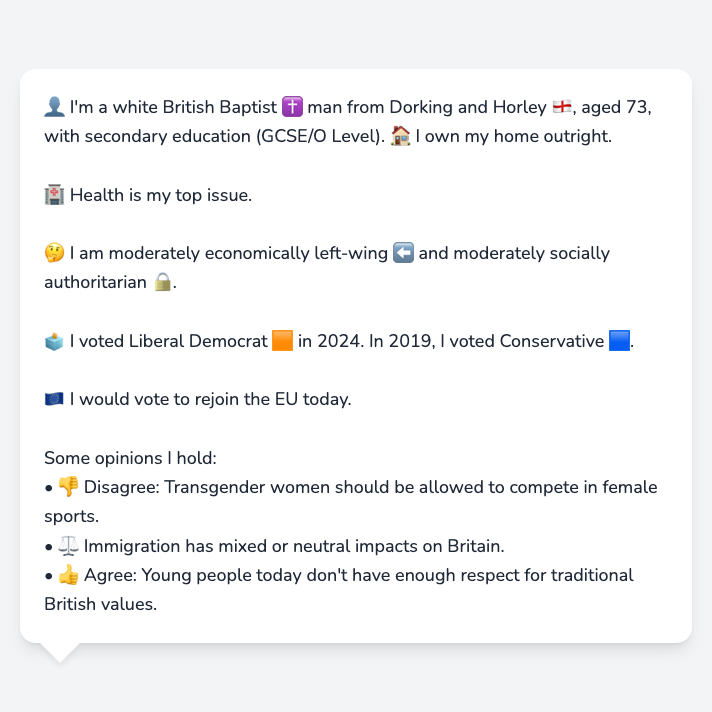 👤 I'm a white British Baptist ✝️ man from Dorking and Horley 🏴󠁧󠁢󠁥󠁮󠁧󠁿, aged 73,
with secondary education (GCSE/O Level). 🏠 I own my home outright.
🏥 Health is my top issue.
🤔 I am moderately economically left-wing ⬅️ and moderately socially
authoritarian 🔒.
🗳️ I voted Liberal Democrat 🟧 in 2024. In 2019, I voted Conservative 🟦.
🇪🇺 I would vote to rejoin the EU today.
Some opinions I hold:
• 👎 Disagree: Transgender women should be allowed to compete in female
sports.
• ⚖️ Immigration has mixed or neutral impacts on Britain.
• 👍 Agree: Young people today don't have enough respect for traditional
British values.